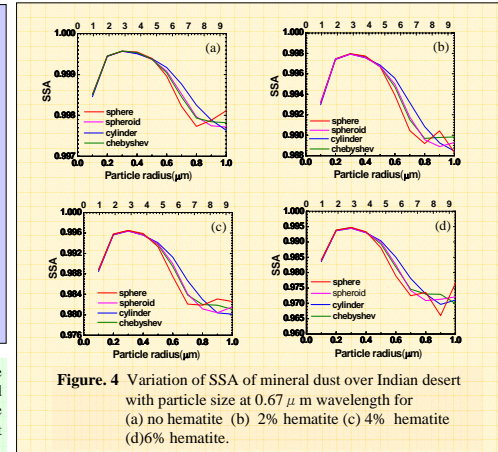 0 1 2 3 4 5 6 7 8 9
1.000
0.999
0.998
0.997
SSA
(a)
sphere
spheroid
cylinder
chebyshev
0.0 0.2 0.4 0.6 0.8 1.0
Particle radius(μm)
0 1 2 3 4 5 6 7 8 9
1.000
0.998
0.993
0.990
0.988
SSA
(b)
sphere
spheroid
cylinder
chebyshev
0.0 0.2 0.4 0.6 0.8 1.0
Particle radius(μm)
0 1 2 3 4 5 6 7 8 9
1.000
0.996
0.992
0.988
0.984
0.980
0.976
SSA
(c)
sphere
spheroid
cylinder
chebyshev
0.0 0.2 0.4 0.6 0.8 1.0
Particle radius(μm)
0 1 2 3 4 5 6 7 8 9
1.000
0.995
0.990
0.985
0.980
0.975
0.970
0.965
0.960
SSA
(d)
sphere
spheroid
cylinder
chebyshev
0.0 0.2 0.4 0.6 0.8 1.0
Particle radius(μm)
Figure. 4 Variation of SSA of mineral dust over Indian desert
with particle size at 0.67 μ m wavelength for
(a) no hematite (b) 2% hematite (c) 4% hematite
(d)6% hematite.